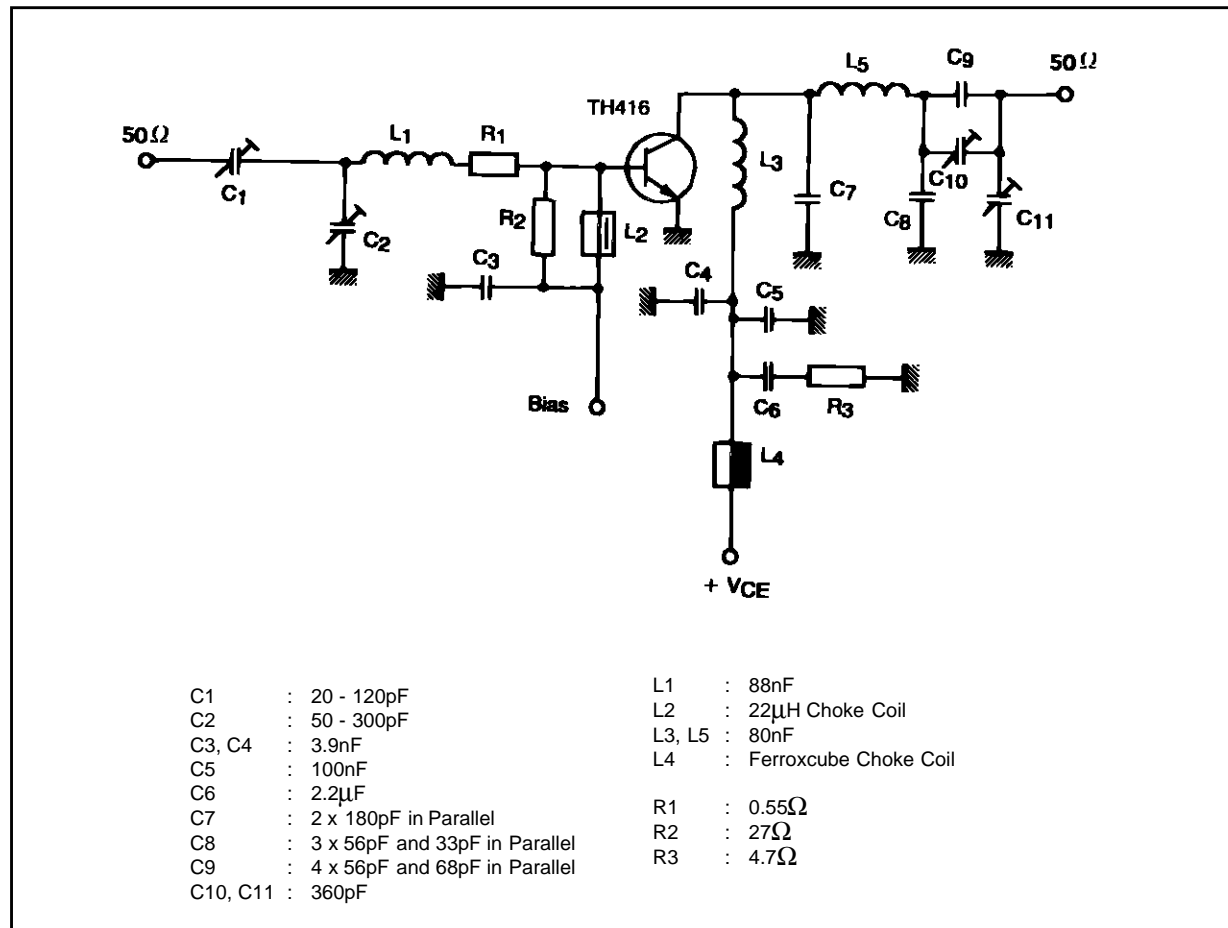 50Ω
C1
C2
L1
R1
R2
C3
L2
Bias
TH416
L3
C4
C5
C6
R3
L4
+ VCE
C7
L5
C8
C9
C10
C11
50Ω
C1 : 20 - 120pF
C2 : 50 - 300pF
C3, C4 : 3.9nF
C5 : 100nF
C6 : 2.2μF
C7 : 2 x 180pF in Parallel
C8 : 3 x 56pF and 33pF in Parallel
C9 : 4 x 56pF and 68pF in Parallel
C10, C11 : 360pF
L1 : 88nF
L2 : 22μH Choke Coil
L3, L5 : 80nF
L4 : Ferroxcube Choke Coil
R1 : 0.55Ω
R2 : 27Ω
R3 : 4.7Ω